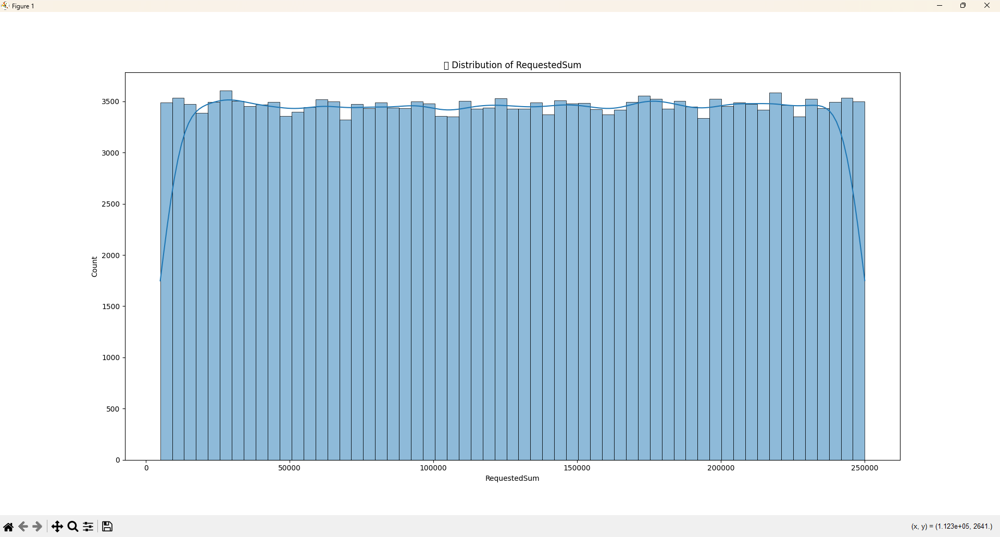 Figure 1
Distribution of RequestedSum
3500
3000
2500
2000
1500
1000
500
0
Count
0 50000 100000 150000 200000 250000
RequestedSum
(x, y) = (1.123e+05, 2641.)